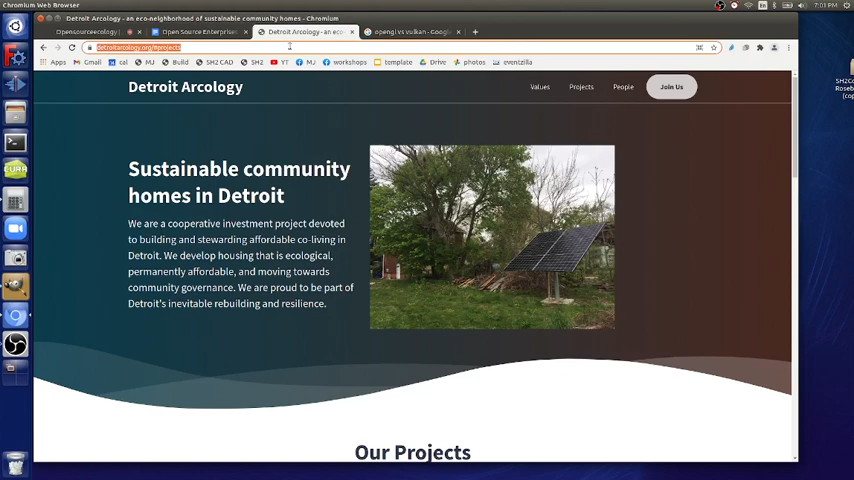 Chromium Web Browser
En
7:01 PM
Detroit Arcology - an eco-neighborhood of sustainable community homes - Chromium
Opensourceecology
Open Source Enterprises
Detroit Arcology - an eco-
opengl vs vulkan - Google
detroitarcology.org/#projects
Apps
Gmail
cal
MJ
Build
SH2 CAD
SH2
YT
MJ
workshops
template
Drive
photos
eventzilla
Detroit Arcology
Values
Projects
People
Join Us
Sustainable community
homes in Detroit
We are a cooperative investment project devoted
to building and stewarding affordable co-living in
Detroit. We develop housing that is ecological,
permanently affordable, and moving towards
community governance. We are proud to be part of
Detroit's inevitable rebuilding and resilience.
Our Projects
CURA